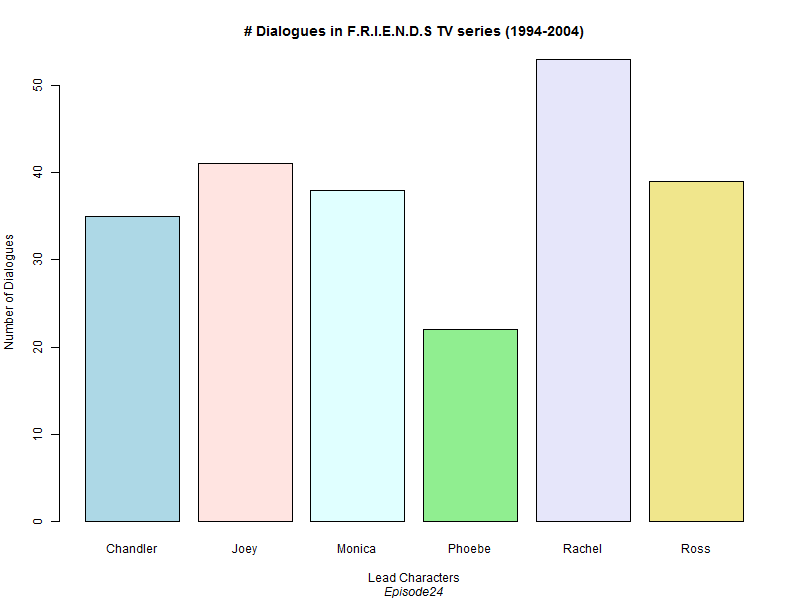 # Dialogues in F.R.I.E.N.D.S TV series (1994-2004)
Number of Dialogues
50
40
30
20
10
0
Chandler Joey Monica Phoebe Rachel Ross
Lead Characters
Episode24